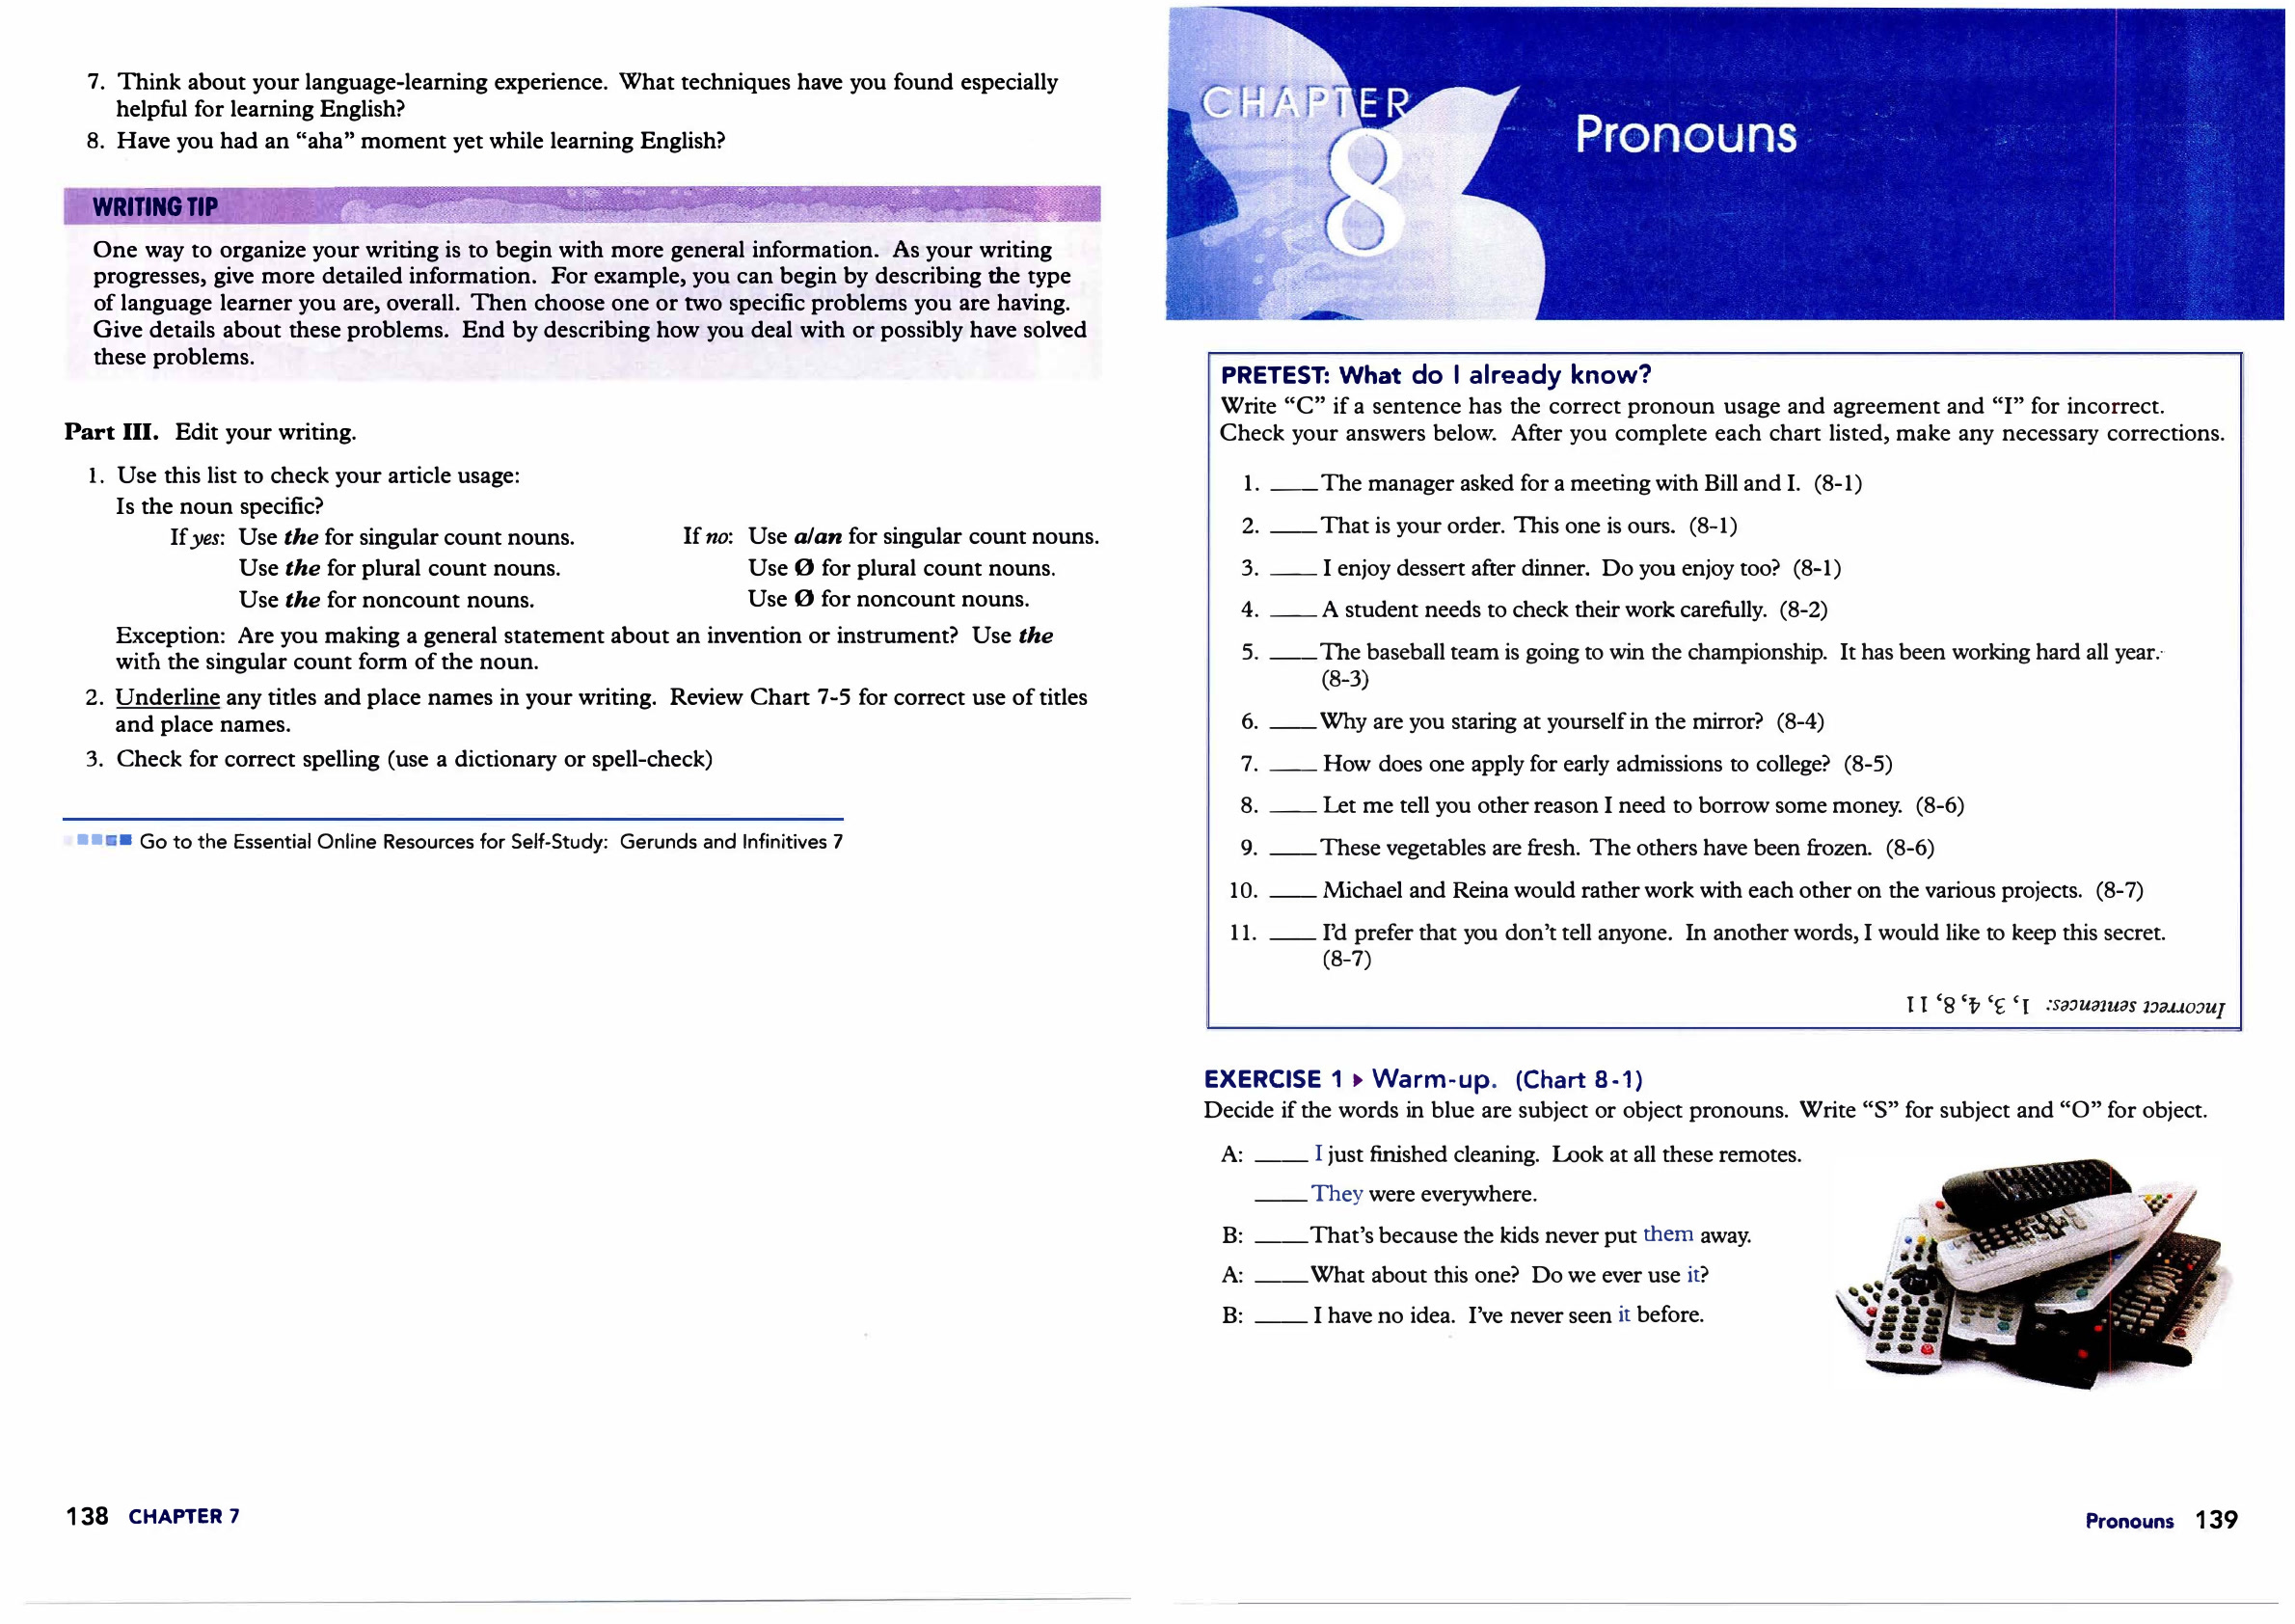 7. Think about your language-learning experience. What techniques have you found especially
helpful for learning English?
8. Have you had an “aha” moment yet while learning English?
WRITING TIP
One way to organize your writing is to begin with more general information. As your writing
progresses, give more detailed information. For example, you can begin by describing the type
of language learner you are, overall. Then choose one or two specific problems you are having.
Give details about these problems. End by describing how you deal with or possibly have solved
these problems.
Part III. Edit your writing.
1. Use this list to check your article usage:
Is the noun specific?
If yes: Use the for singular count nouns. If no: Use a/an for singular count nouns.
Use the for plural count nouns. Use Ø for plural count nouns.
Use the for noncount nouns. Use Ø for noncount nouns.
Exception: Are you making a general statement about an invention or instrument? Use the
with the singular count form of the noun.
2. Underline any titles and place names in your writing. Review Chart 7-5 for correct use of titles
and place names.
3. Check for correct spelling (use a dictionary or spell-check)
Go to the Essential Online Resources for Self-Study: Gerunds and Infinitives 7
138 CHAPTER 7
CHAPTER
8
Pronouns
PRETEST: What do I already know?
Write “C” if a sentence has the correct pronoun usage and agreement and “I” for incorrect.
Check your answers below. After you complete each chart listed, make any necessary corrections.
1. ____ The manager asked for a meeting with Bill and I. (8-1)
2. ____ That is your order. This one is ours. (8-1)
3. ____ I enjoy dessert after dinner. Do you enjoy too? (8-1)
4. ____ A student needs to check their work carefully. (8-2)
5. ____ The baseball team is going to win the championship. It has been working hard all year.
(8-3)
6. ____ Why are you staring at yourself in the mirror? (8-4)
7. ____ How does one apply for early admissions to college? (8-5)
8. ____ Let me tell you other reason I need to borrow some money. (8-6)
9. ____ These vegetables are fresh. The others have been frozen. (8-6)
10. ____ Michael and Reina would rather work with each other on the various projects. (8-7)
11. ____ I’d prefer that you don’t tell anyone. In another words, I would like to keep this secret.
(8-7)
Incorrect sentences: 1, 3, 4, 8, 11
EXERCISE 1 ▸ Warm-up. (Chart 8-1)
Decide if the words in blue are subject or object pronouns. Write “S” for subject and “O” for object.
A: ____ I just finished cleaning. Look at all these remotes.
____ They were everywhere.
B: ____ That’s because the kids never put them away.
A: ____ What about this one? Do we ever use it?
B: ____ I have no idea. I’ve never seen it before.
Pronouns 139